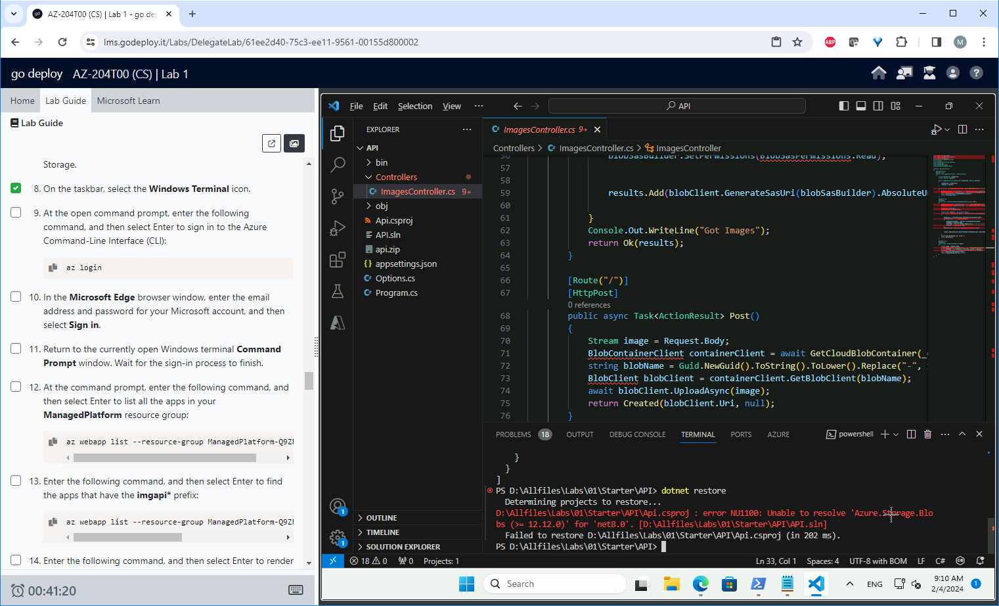 AZ-204T00 (CS) | Lab 1 - go dep
lms.godeploy.it/Labs/DelegateLab/61ee2d40-75c3-ee11-9561-00155d800002
ABP
M
go deploy AZ-204T00 (CS) | Lab 1
Home
Lab Guide
Microsoft Learn
Lab Guide
Storage.
8. On the taskbar, select the Windows Terminal icon.
9. At the open command prompt, enter the following
command, and then select Enter to sign in to the Azure
Command-Line Interface (CLI):
az login
10. In the Microsoft Edge browser window, enter the email
address and password for your Microsoft account, and then
select Sign in.
11. Return to the currently open Windows terminal Command
Prompt window. Wait for the sign-in process to finish.
12. At the command prompt, enter the following command, and
then select Enter to list all the apps in your
ManagedPlatform resource group:
az webapp list --resource-group ManagedPlatform-Q9Z
13. Enter the following command, and then select Enter to find
the apps that have the imgapi* prefix:
az webapp list --resource-group ManagedPlatform-Q9Z
14. Enter the following command, and then select Enter to render
00:41:20
File Edit Selection View ···
API
EXPLORER
API
bin
Controllers
ImagesController.cs 9+
obj
Api.csproj
API.sln
api.zip
appsettings.json
Options.cs
Program.cs
OUTLINE
TIMELINE
SOLUTION EXPLORER
1
1
ImagesController.cs 9+
Controllers > ImagesController.cs > ImagesController
56 blobSasBuilder.SetPermissions(BlobSasPermissions.Read);
57
58
59 results.Add(blobClient.GenerateSasUri(blobSasBuilder).AbsoluteU
60
61 }
62 Console.Out.WriteLine("Got Images");
63 return Ok(results);
64 }
65
66 [Route("/")]
67 [HttpPost]
0 references
68 public async Task<ActionResult> Post()
69 {
70 Stream image = Request.Body;
71 BlobContainerClient containerClient = await GetCloudBlobContainer(_
72 string blobName = Guid.NewGuid().ToString().ToLower().Replace("-",
73 BlobClient blobClient = containerClient.GetBlobClient(blobName);
74 await blobClient.UploadAsync(image);
75 return Created(blobClient.Uri, null);
76 }
PROBLEMS 18 OUTPUT DEBUG CONSOLE TERMINAL PORTS AZURE
powershell
}
}
]
PS D:\Allfiles\Labs\01\Starter\API> dotnet restore
Determining projects to restore...
D:\Allfiles\Labs\01\Starter\API\Api.csproj : error NU1100: Unable to resolve 'Azure.Storage.Blo
bs (>= 12.12.0)' for 'net8.0'. [D:\Allfiles\Labs\01\Starter\API\API.sln]
Failed to restore D:\Allfiles\Labs\01\Starter\API\Api.csproj (in 202 ms).
PS D:\Allfiles\Labs\01\Starter\API>
18 0 0 Projects: 1
Ln 33, Col 1 Spaces: 4 UTF-8 with BOM LF C#
Search
ENG
9:10 AM
2/4/2024
1